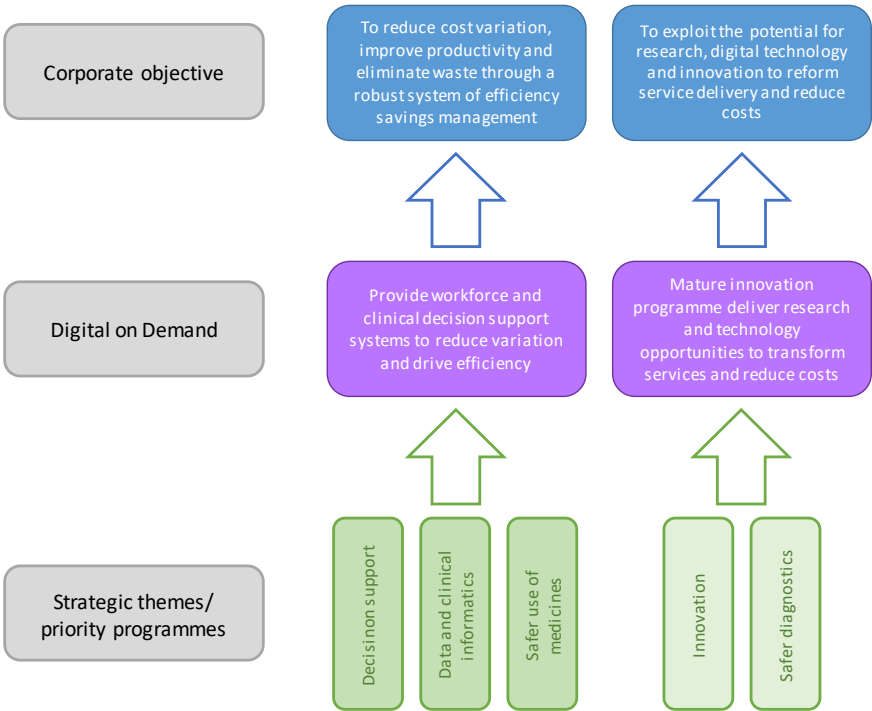 Corporate objective
To reduce cost variation,
improve productivity and
eliminate waste through a
robust system of efficiency
savings management
To exploit the potential for
research, digital technology
and innovation to reform
service delivery and reduce
costs
Digital on Demand
Provide workforce and
clinical decision support
systems to reduce variation
and drive efficiency
Mature innovation
programme deliver research
and technology
opportunities to transform
services and reduce costs
Strategic themes/
priority programmes
Decisinon support
Data and clinical
informatics
Safer use of
medicines
Innovation
Safer diagnostics